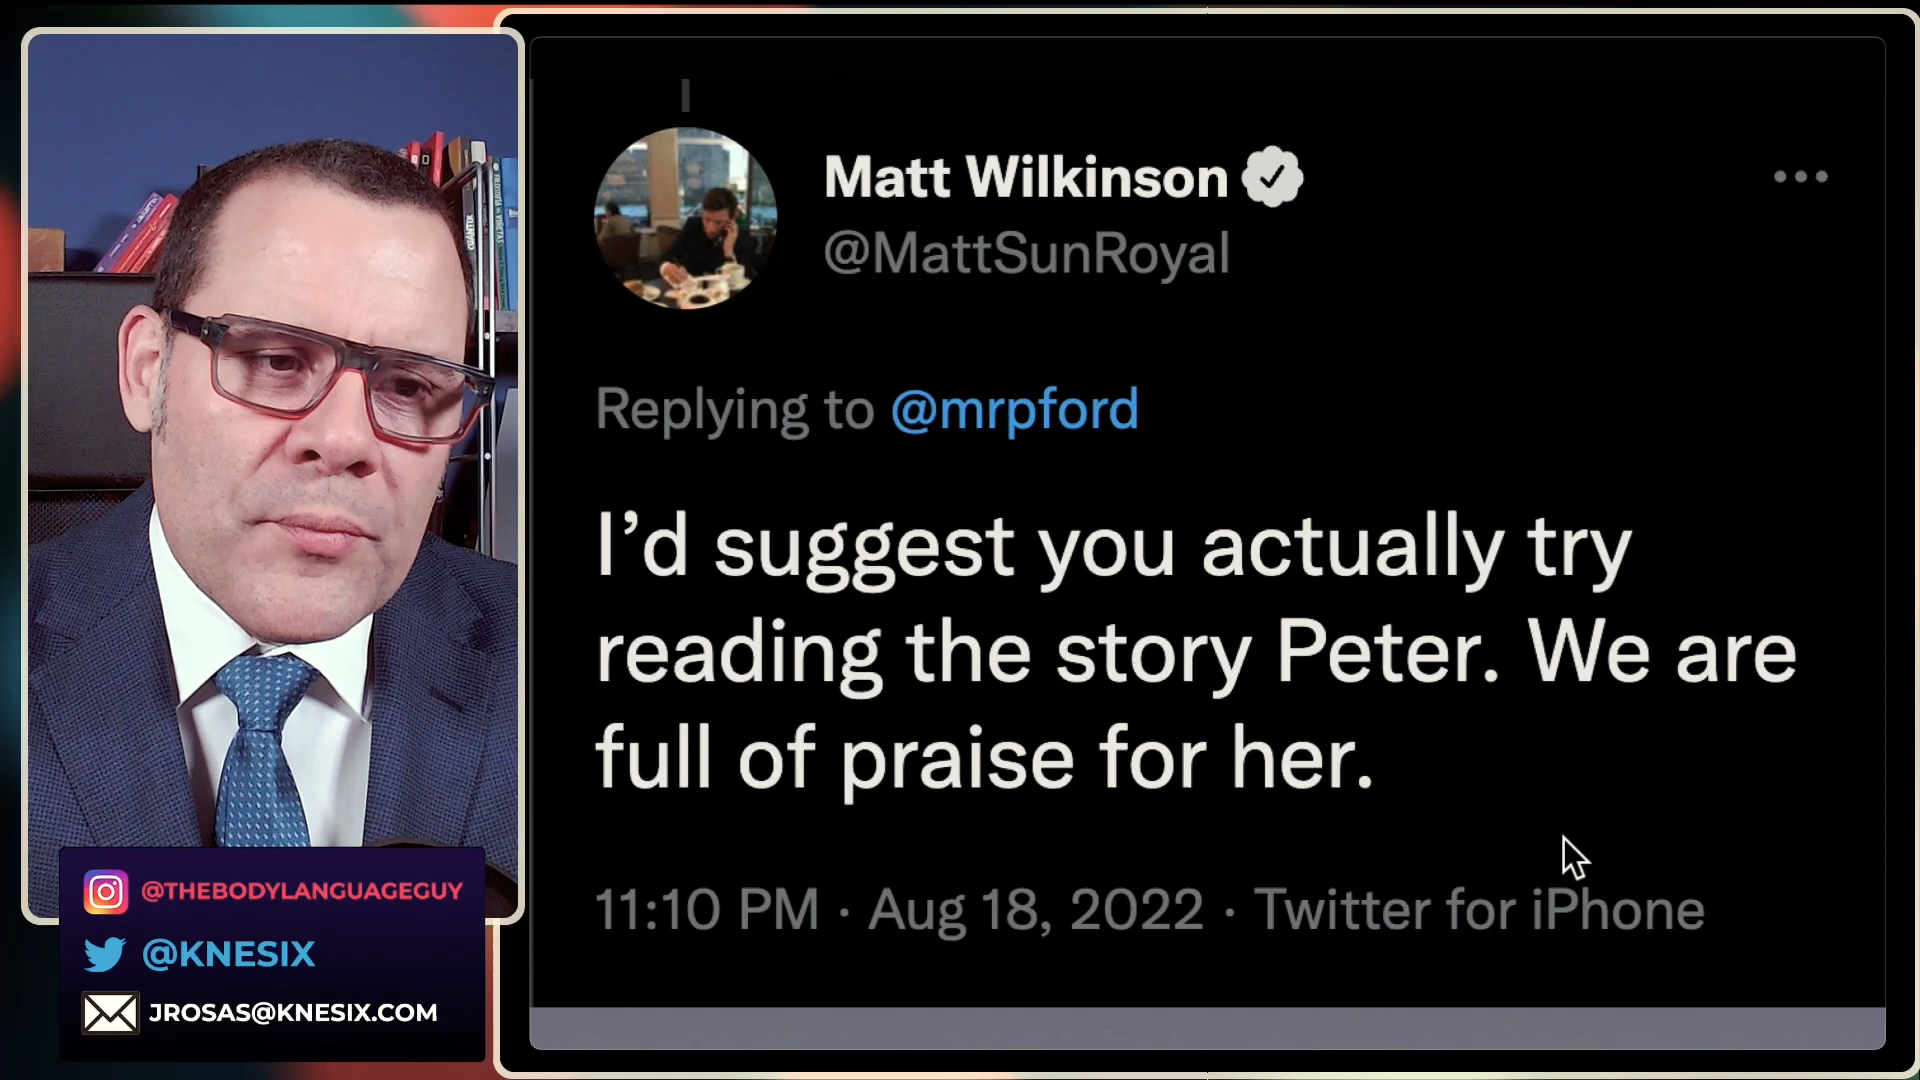 Matt Wilkinson
@MattSunRoyal
Replying to @mrpford
I’d suggest you actually try
reading the story Peter. We are
full of praise for her.
11:10 PM · Aug 18, 2022 · Twitter for iPhone
@THEBODYLANGUAGEGUY
@KNESIX
JROSAS@KNESIX.COM